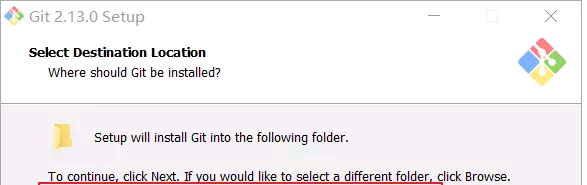 Git 2.13.0 Setup
Select Destination Location
Where should Git be installed?
Setup will install Git into the following folder.
To continue, click Next. If you would like to select a different folder, click Browse.